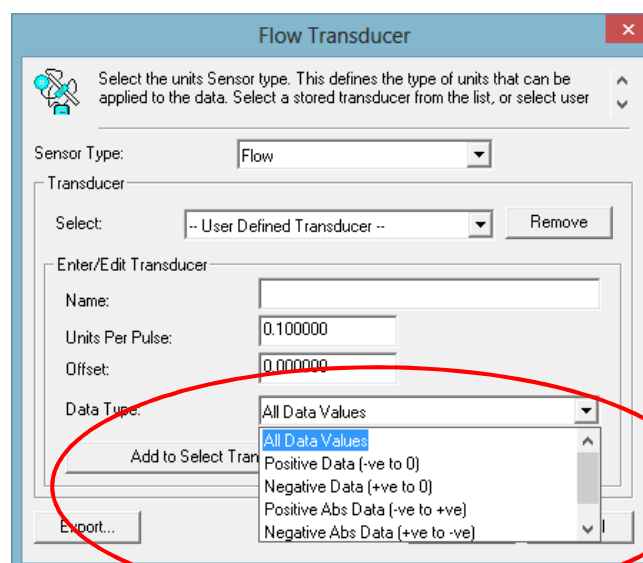 Flow Transducer
Select the units Sensor type. This defines the type of units that can be
applied to the data. Select a stored transducer from the list, or select user
Sensor Type: Flow
Transducer
Select: -- User Defined Transducer -- Remove
Enter/Edit Transducer
Name:
Units Per Pulse: 0.100000
Offset: 0.000000
Data Type: All Data Values
All Data Values
Add to Select Tran
Positive Data (-ve to 0)
Negative Data (+ve to 0)
Positive Abs Data (-ve to +ve)
Export...
Negative Abs Data (+ve to -ve)
l